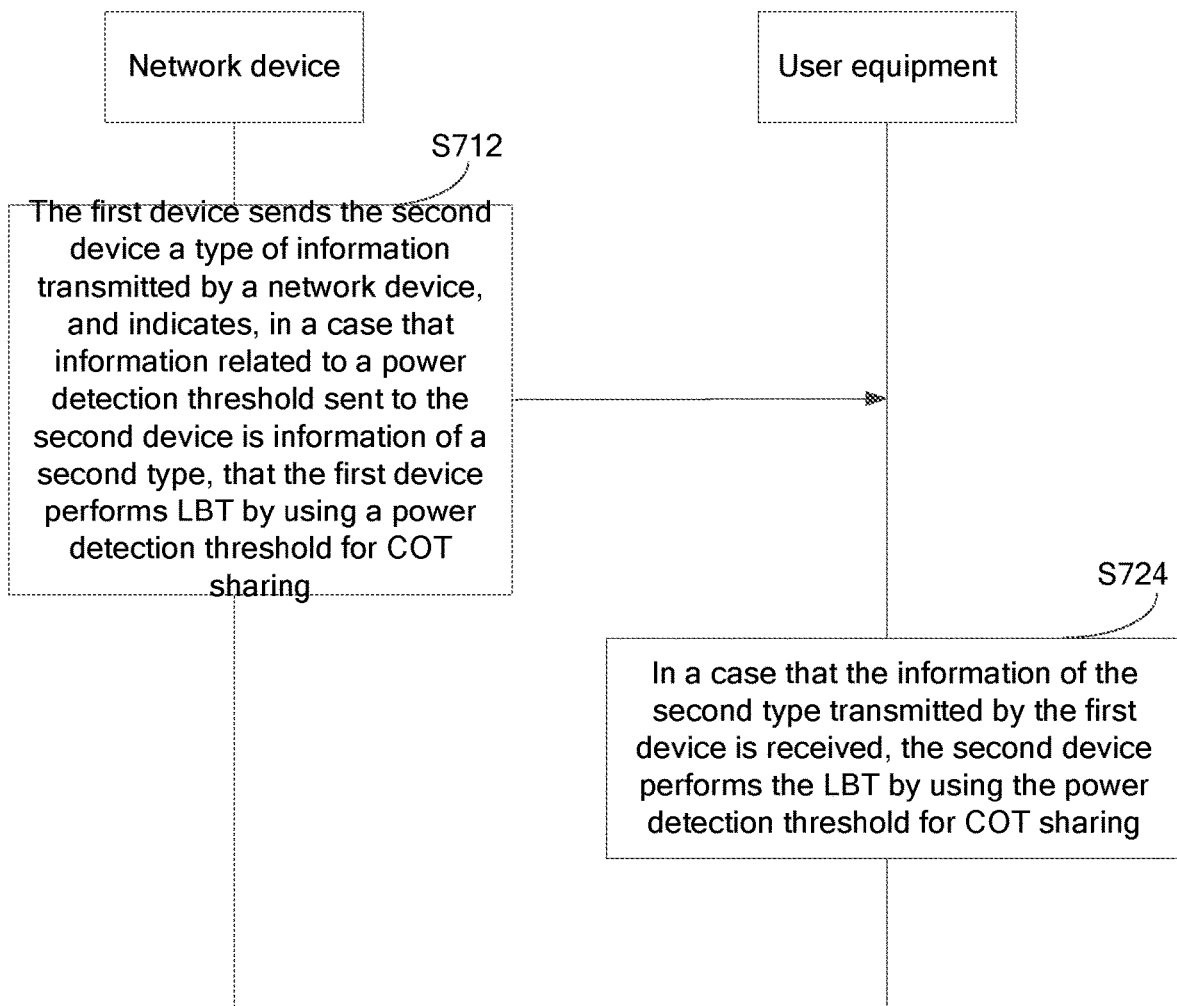 Network device
User equipment
S712
The first device sends the second
device a type of information
transmitted by a network device,
and indicates, in a case that
information related to a power
detection threshold sent to the
second device is information of a
second type, that the first device
performs LBT by using a power
detection threshold for COT
sharing
S724
In a case that the information of the
second type transmitted by the first
device is received, the second device
performs the LBT by using the power
detection threshold for COT sharing